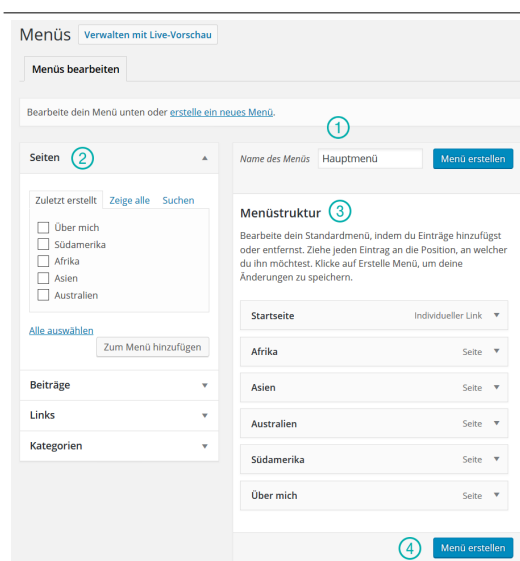 Menüs Verwalten mit Live-Vorschau
Menüs bearbeiten
Bearbeite dein Menü unten oder erstelle ein neues Menü.
1
Seiten 2
Zuletzt erstellt Zeige alle Suchen
Über mich
Südamerika
Afrika
Asien
Australien
Alle auswählen
Zum Menü hinzufügen
Beiträge
Links
Kategorien
Name des Menüs Hauptmenü Menü erstellen
Menüstruktur 3
Bearbeite dein Standardmenü, indem du Einträge hinzufügst
oder entfernst. Ziehe jeden Eintrag an die Position, an welcher
du ihn möchtest. Klicke auf Erstelle Menü, um deine
Änderungen zu speichern.
Startseite Individueller Link
Afrika Seite
Asien Seite
Australien Seite
Südamerika Seite
Über mich Seite
4 Menü erstellen